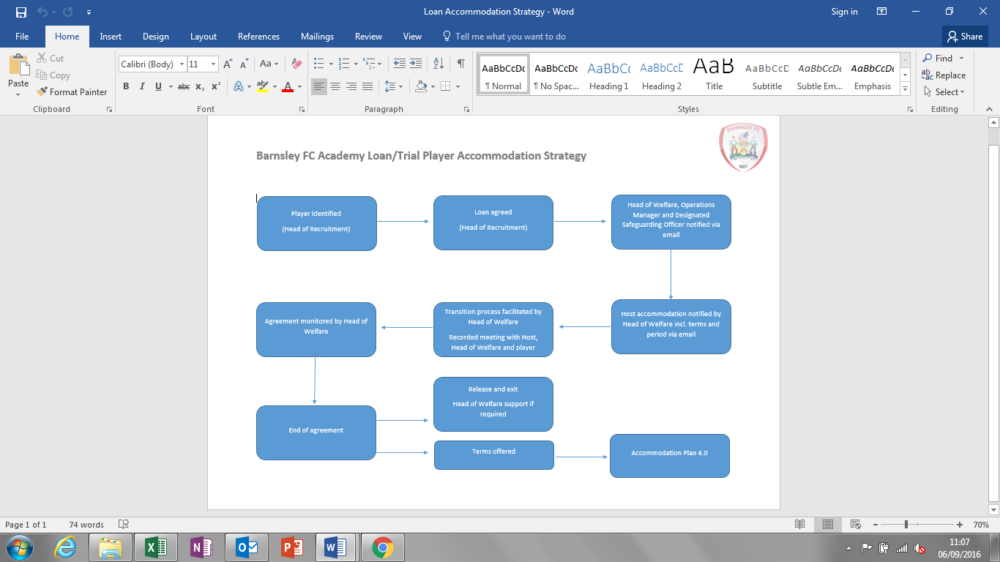 Loan Accommodation Strategy - Word
Sign in
File Home Insert Design Layout References Mailings Review View Tell me what you want to do Share
Paste
Cut
Copy
Format Painter
Calibri (Body) 11
B I U abc x₂ x²
AaBbCcDc AaBbCcDc AaBbCc AaBbCcD AaB AaBbCcD AaBbCcDc AaBbCcDc
¶ Normal ¶ No Spac... Heading 1 Heading 2 Title Subtitle Subtle Em... Emphasis
Find
Replace
Select
Clipboard Font Paragraph Styles Editing
BARNSLEY FC
1887
Barnsley FC Academy Loan/Trial Player Accommodation Strategy
Player identified
(Head of Recruitment)
Loan agreed
(Head of Recruitment)
Head of Welfare, Operations
Manager and Designated
Safeguarding Officer notified via
email
Host accommodation notified by
Head of Welfare incl. terms and
period via email
Transition process facilitated by
Head of Welfare
Recorded meeting with Host,
Head of Welfare and player
Agreement monitored by Head of
Welfare
End of agreement
Release and exit
Head of Welfare support if
required
Terms offered
Accommodation Plan 4.0
Page 1 of 1 74 words 70%
11:07
06/09/2016